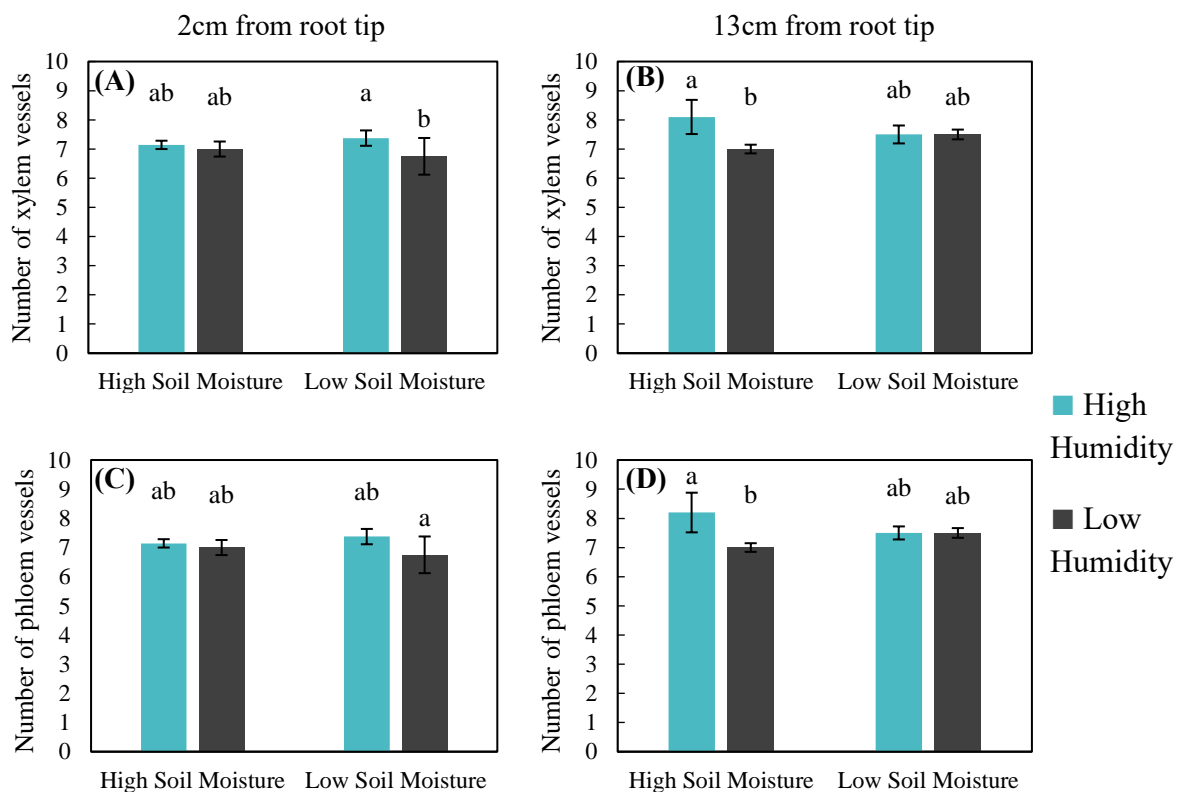 2cm from root tip
13cm from root tip
(A)
ab ab a b
Number of xylem vessels
10
9
8
7
6
5
4
3
2
1
0
High Soil Moisture Low Soil Moisture
(B)
a b ab ab
Number of xylem vessels
10
9
8
7
6
5
4
3
2
1
0
High Soil Moisture Low Soil Moisture
(C)
ab ab ab a
Number of phloem vessels
10
9
8
7
6
5
4
3
2
1
0
High Soil Moisture Low Soil Moisture
(D)
a b ab ab
Number of phloem vessels
10
9
8
7
6
5
4
3
2
1
0
High Soil Moisture Low Soil Moisture
High
Humidity
Low
Humidity